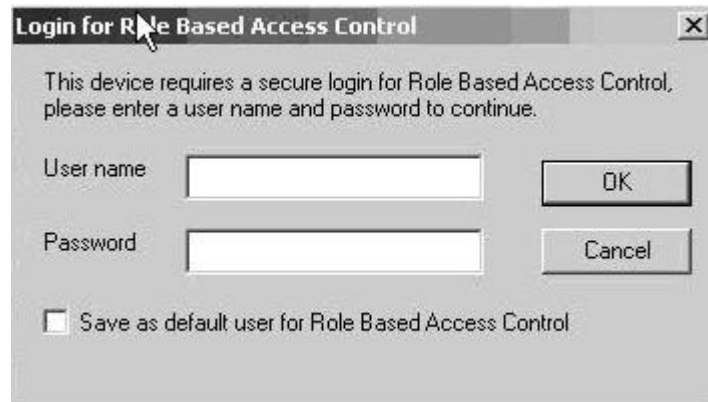 Login for Role Based Access Control
This device requires a secure login for Role Based Access Control,
please enter a user name and password to continue.
User name
OK
Password
Cancel
Save as default user for Role Based Access Control